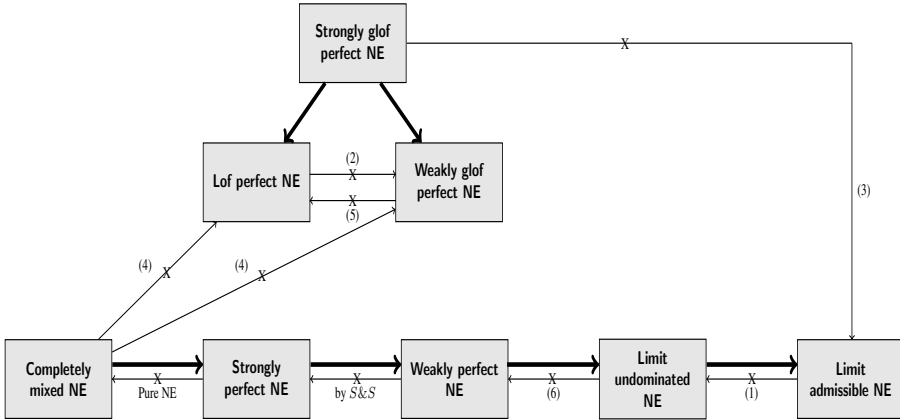 Strongly glof
perfect NE
X
Lof perfect NE
(2)
X
X
(5)
Weakly glof
perfect NE
(3)
(4)
X
(4)
X
Completely
mixed NE
X
Pure NE
Strongly
perfect NE
X
by S&S
Weakly perfect
NE
X
(6)
Limit
undominated
NE
X
(1)
Limit
admissible NE